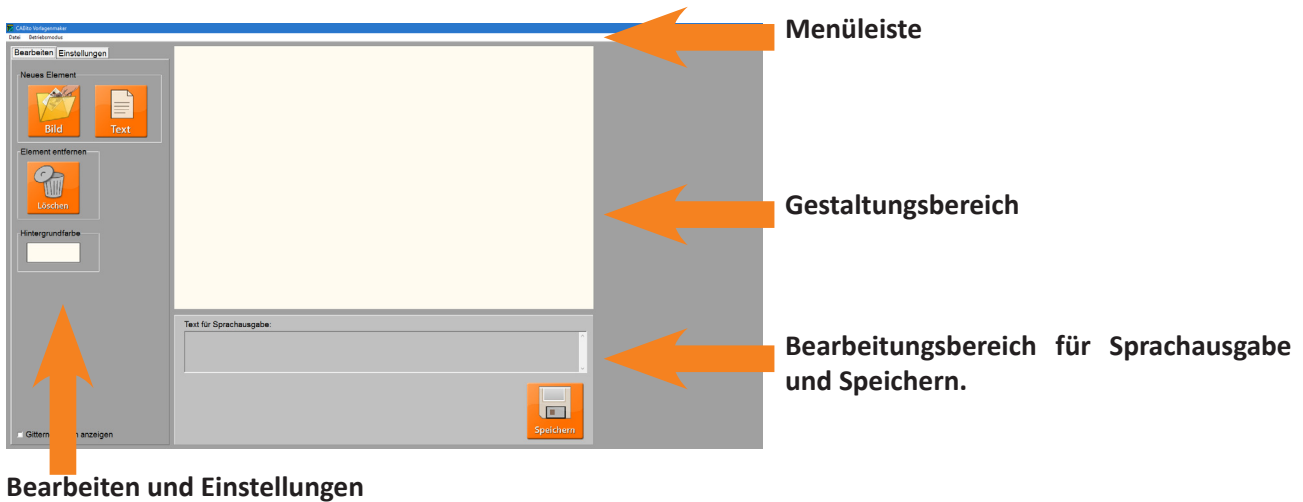 CABito Vorlagenmaker
Datei Betriebsmodus
Menüleiste
Bearbeiten Einstellungen
Neues Element
Bild Text
Element entfernen
Löschen
Gestaltungsbereich
Hintergrundfarbe
Text für Sprachausgabe:
Bearbeitungsbereich für Sprachausgabe
und Speichern.
Speichern
anzeigen
Bearbeiten und Einstellungen